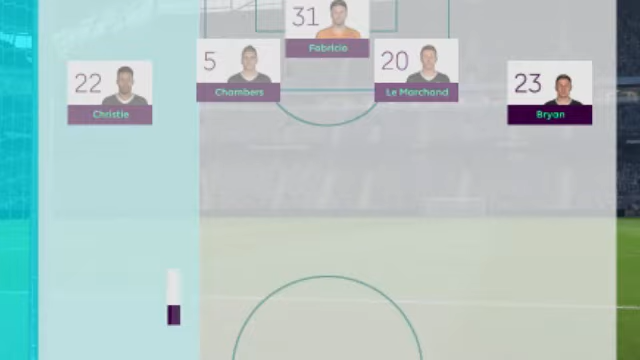 31
Fabricio
5
Chambers
20
Le Marchand
22
Christie
23
Bryan